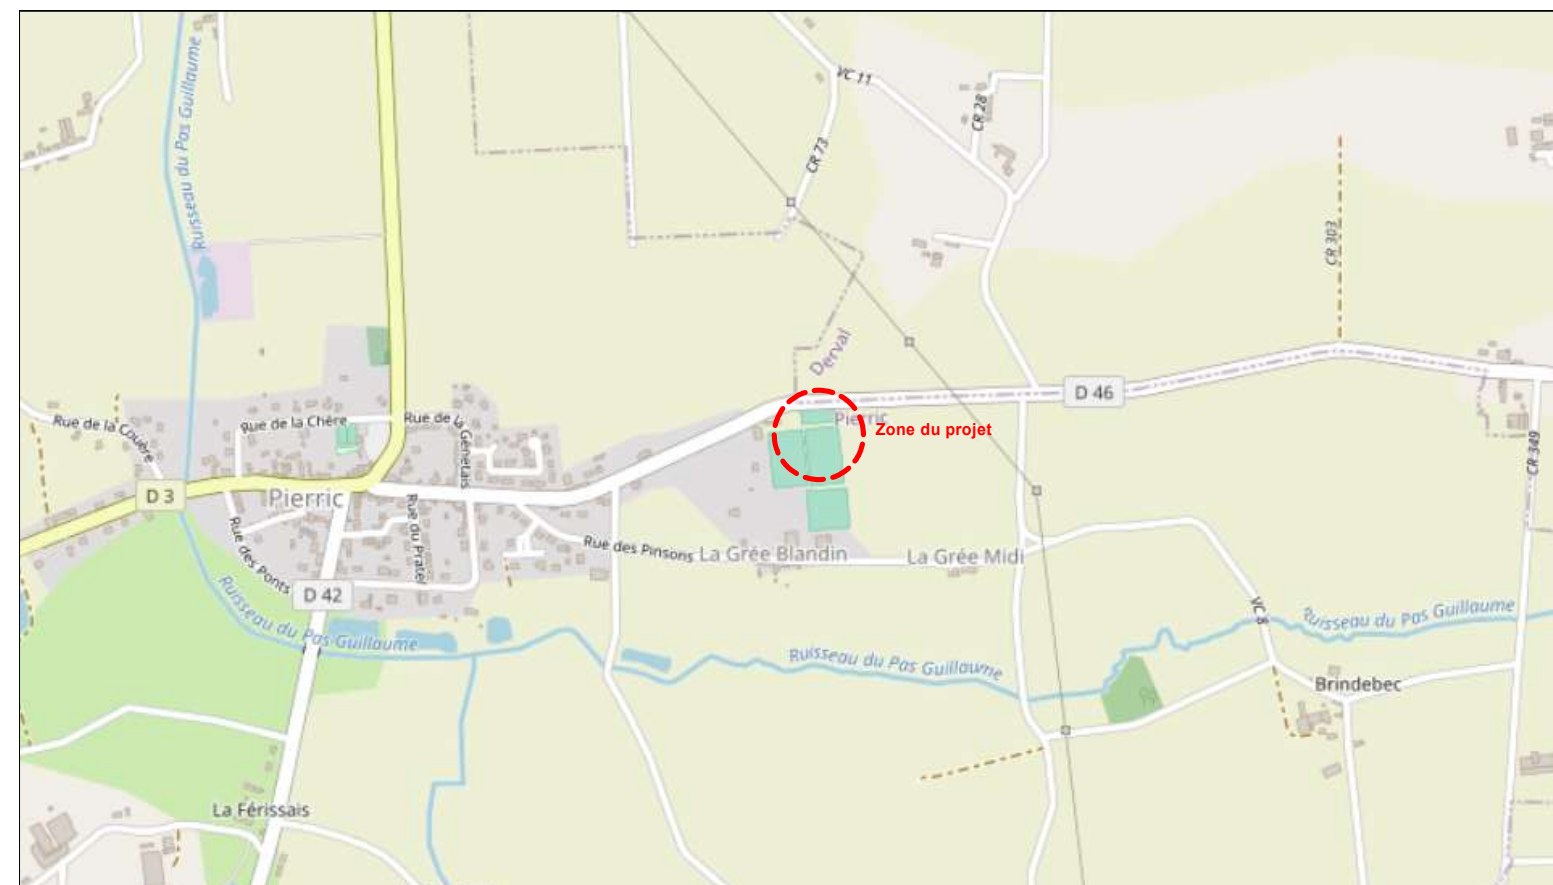 Ruisseau du Pas Guillaume
VC 11
CR 28
CR 73
CR 303
Derval
D 46
Pierric
Zone du projet
Rue de la Couère
Rue de la Chère
Rue de la Genetais
CR 349
D 3
Pierric
Rue du Pratel
Rue des Ponts
Rue des Pinsons
La Grée Blandin
La Grée Midi
D 42
Ruisseau du Pas Guillaume
VC 8
Ruisseau du Pas Guillaume
Ruisseau du Pas Guillaume
Brindebec
La Férissais